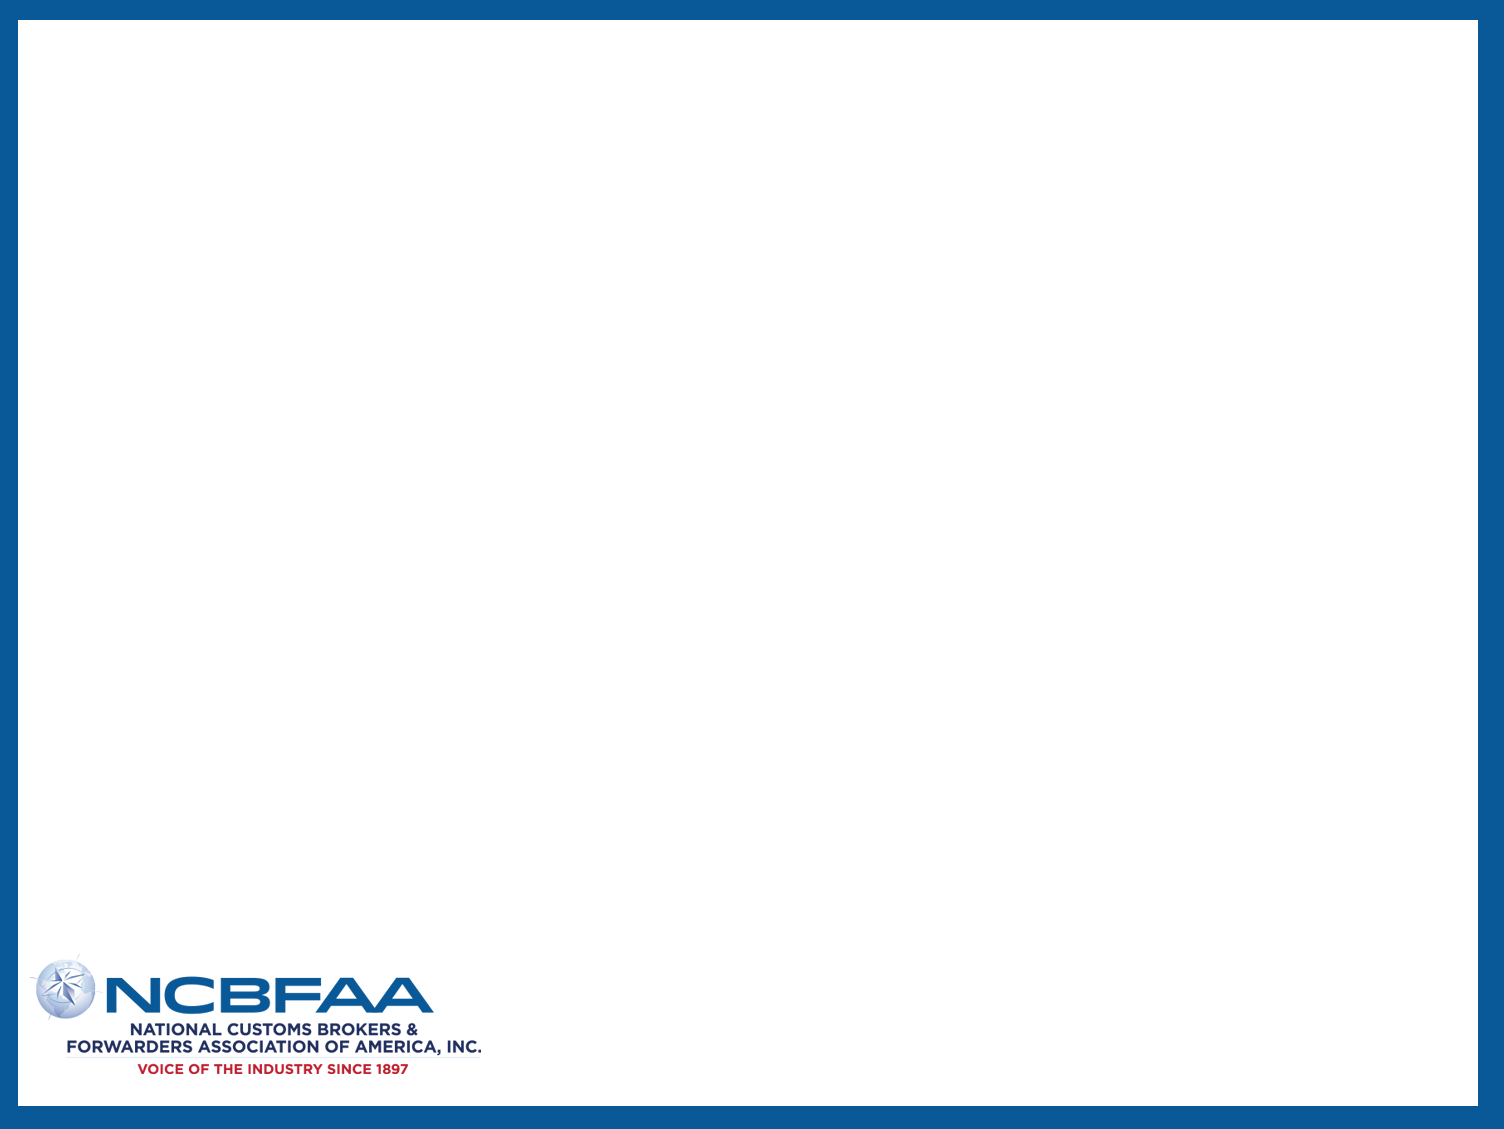 NCBFAA
NATIONAL CUSTOMS BROKERS &
FORWARDERS ASSOCIATION OF AMERICA, INC.
VOICE OF THE INDUSTRY SINCE 1897